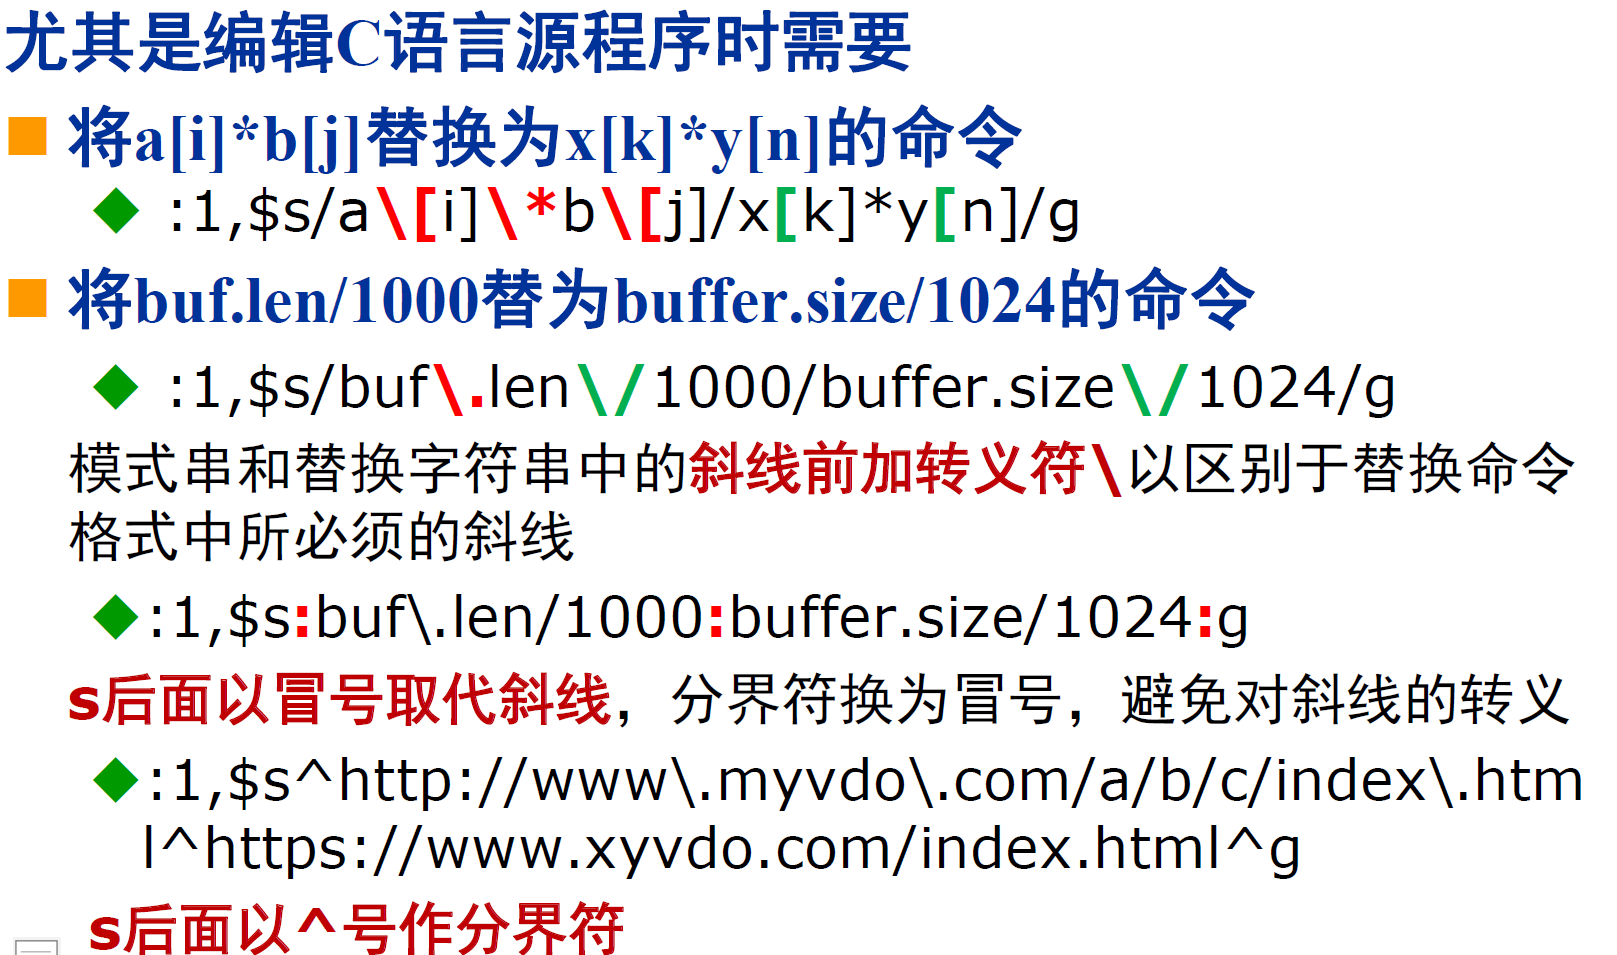 尤其是编辑C语言源程序时需要
将a[i]*b[j]替换为x[k]*y[n]的命令
:1,$s/a\[i]\*b\[j]/x[k]*y[n]/g
将buf.len/1000替为buffer.size/1024的命令
:1,$s/buf\.len\/1000/buffer.size\/1024/g
模式串和替换字符串中的斜线前加转义符\以区别于替换命令
格式中所必须的斜线
:1,$s:buf\.len/1000:buffer.size/1024:g
s后面以冒号取代斜线，分界符换为冒号，避免对斜线的转义
:1,$s^http://www\.myvdo\.com/a/b/c/index\.htm
l^https://www.xyvdo.com/index.html^g
s后面以^号作分界符